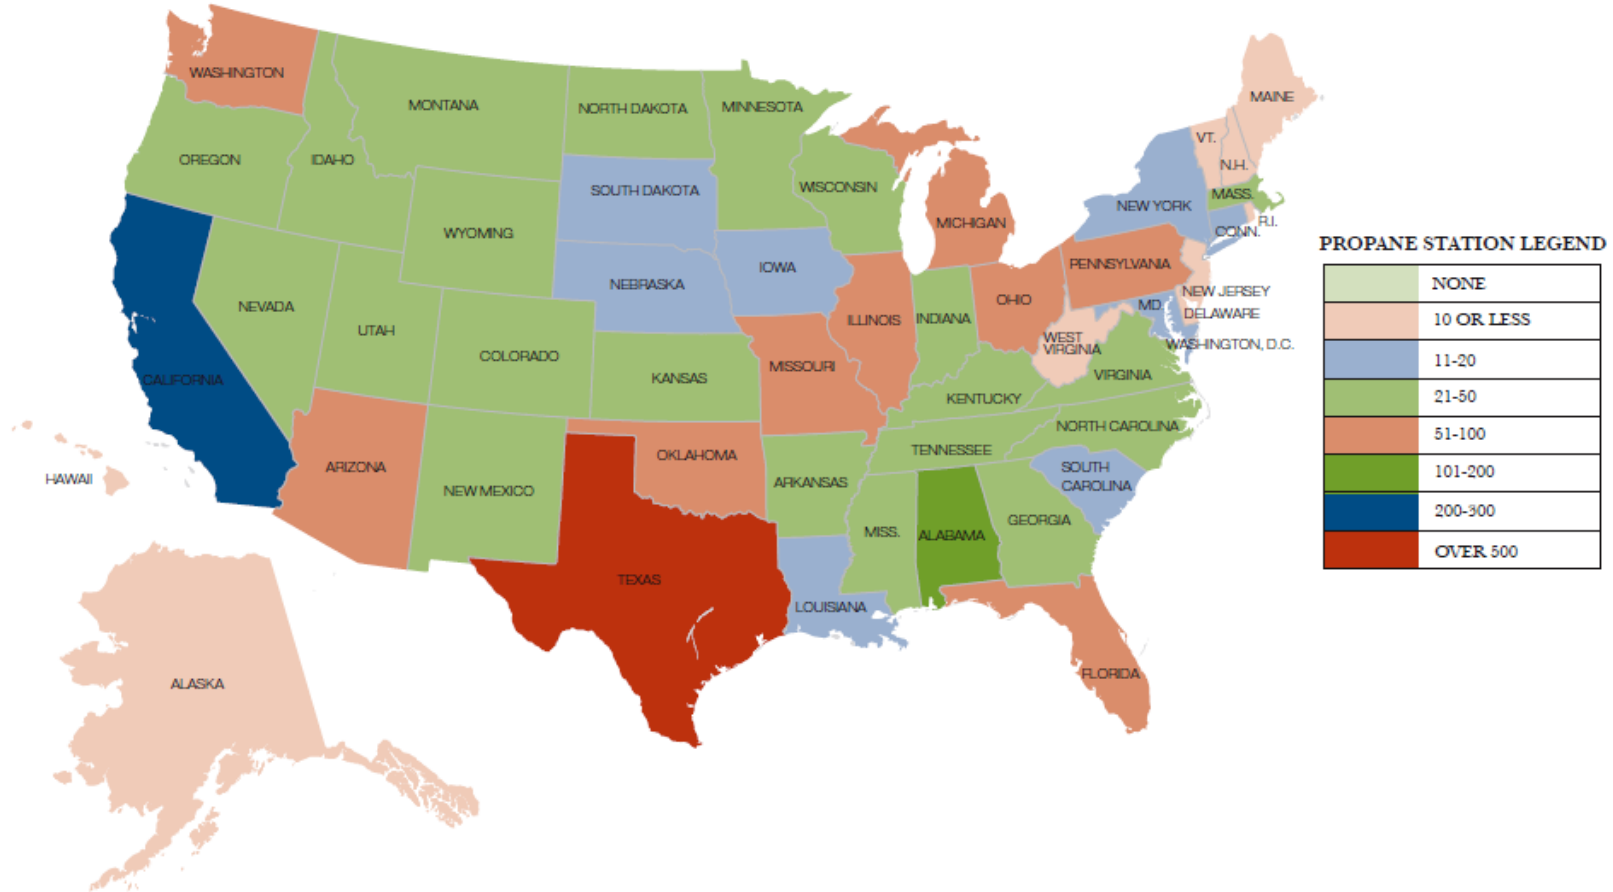 WASHINGTON
MONTANA
NORTH DAKOTA
MINNESOTA
MAINE
VT.
N.H.
OREGON
IDAHO
WISCONSIN
SOUTH DAKOTA
MASS.
NEW YORK
R.I.
CONN.
MICHIGAN
WYOMING
IOWA
PENNSYLVANIA
NEBRASKA
NEW JERSEY
OHIO
MD
NEVADA
DELAWARE
ILLINOIS
INDIANA
UTAH
WEST
VIRGINIA
WASHINGTON, D.C.
COLORADO
MISSOURI
VIRGINIA
KANSAS
CALIFORNIA
KENTUCKY
NORTH CAROLINA
TENNESSEE
OKLAHOMA
ARIZONA
SOUTH
CAROLINA
HAWAII
ARKANSAS
NEW MEXICO
GEORGIA
MISS.
ALABAMA
TEXAS
LOUISIANA
FLORIDA
ALASKA
PROPANE STATION LEGEND
NONE
10 OR LESS
11-20
21-50
51-100
101-200
200-300
OVER 500